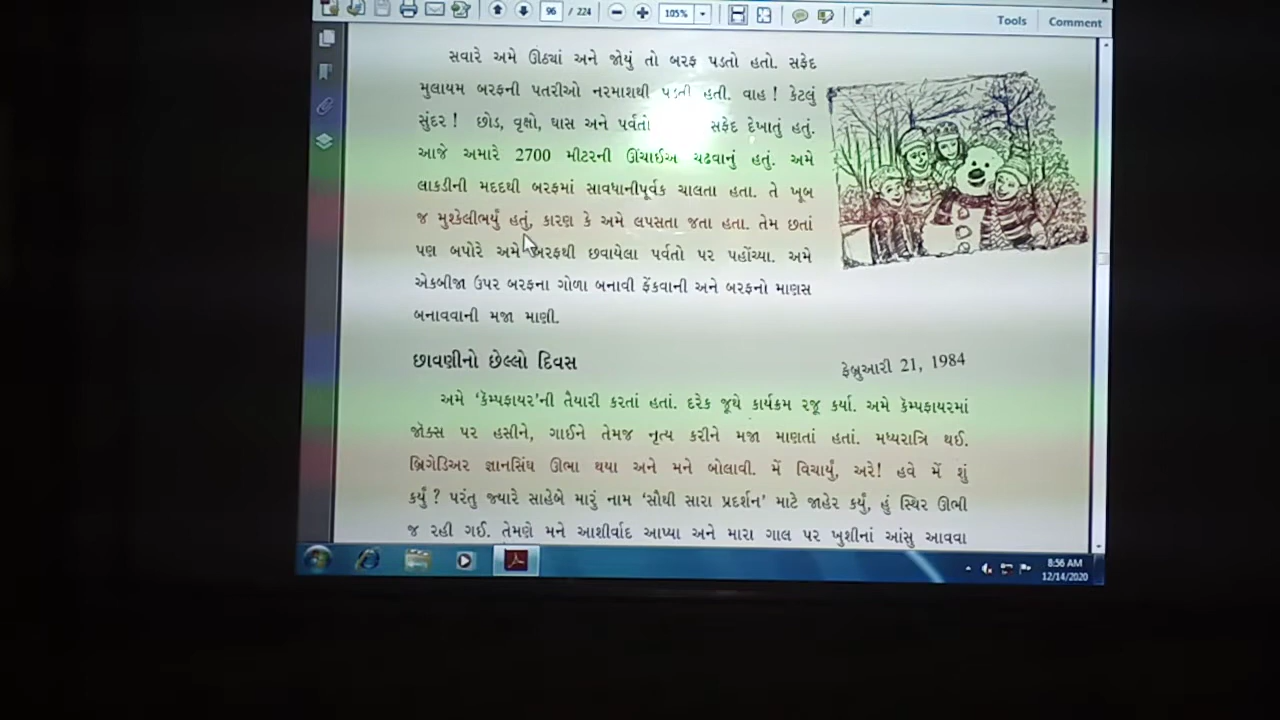 96 / 224 105% Tools Comment
સવારે અમે ઊઠ્યાં અને જોયું તો બરફ પડતો હતો. સફેદ
મુલાયમ બરફની પતરીઓ નરમાશથી પડતી હતી. વાહ ! કેટલું
સુંદર ! છોડ, વૃક્ષો, ઘાસ અને પર્વતો સફેદ દેખાતું હતું.
આજે અમારે 2700 મીટરની ઊંચાઈએ ચઢવાનું હતું. અમે
લાકડીની મદદથી બરફમાં સાવધાનીપૂર્વક ચાલતા હતા. તે ખૂબ
જ મુશ્કેલીભર્યું હતું, કારણ કે અમે લપસતા જતા હતા. તેમ છતાં
પણ બપોરે અમે બરફથી છવાયેલા પર્વતો પર પહોંચ્યા. અમે
એકબીજા ઉપર બરફના ગોળા બનાવી ફેંકવાની અને બરફનો માણસ
બનાવવાની મજા માણી.
છાવણીનો છેલ્લો દિવસ ફેબ્રુઆરી 21, 1984
અમે ‘કૅમ્પફાયર’ની તૈયારી કરતાં હતાં. દરેક જૂથે કાર્યક્રમ રજૂ કર્યા. અમે કૅમ્પફાયરમાં
જૉક્સ પર હસીને, ગાઈને તેમજ નૃત્ય કરીને મજા માણતાં હતાં. મધ્યરાત્રિ થઈ.
બ્રિગેડિઅર જ્ઞાનસિંઘ ઊભા થયા અને મને બોલાવી. મેં વિચાર્યું, અરે! હવે મેં શું
કર્યું ? પરંતુ જ્યારે સાહેબે મારું નામ ‘સૌથી સારા પ્રદર્શન’ માટે જાહેર કર્યું, હું સ્થિર ઊભી
જ રહી ગઈ. તેમણે મને આશીર્વાદ આપ્યા અને મારા ગાલ પર ખુશીનાં આંસુ આવવા
8:56 AM
12/14/2020